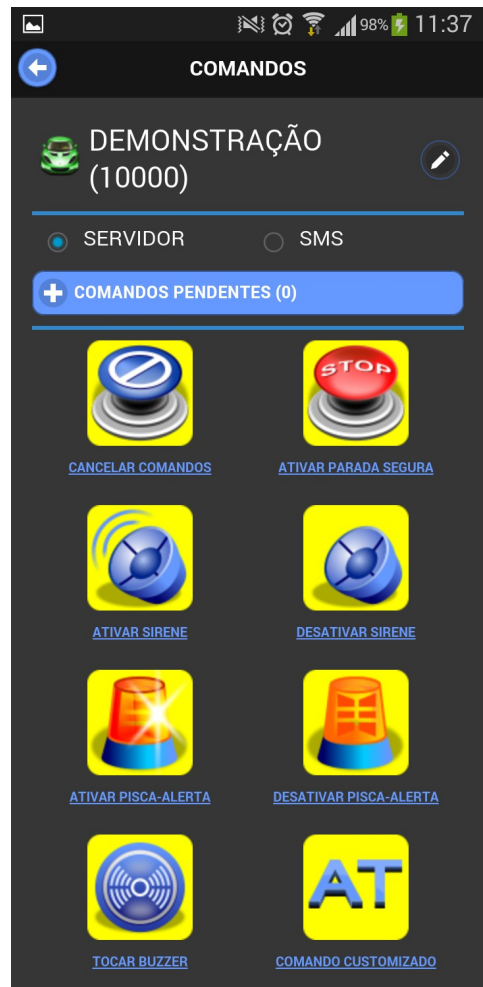 98% 11:37
COMANDOS
DEMONSTRAÇÃO
(10000)
SERVIDOR SMS
COMANDOS PENDENTES (0)
STOP
CANCELAR COMANDOS ATIVAR PARADA SEGURA
ATIVAR SIRENE DESATIVAR SIRENE
ATIVAR PISCA-ALERTA DESATIVAR PISCA-ALERTA
AT
TOCAR BUZZER COMANDO CUSTOMIZADO